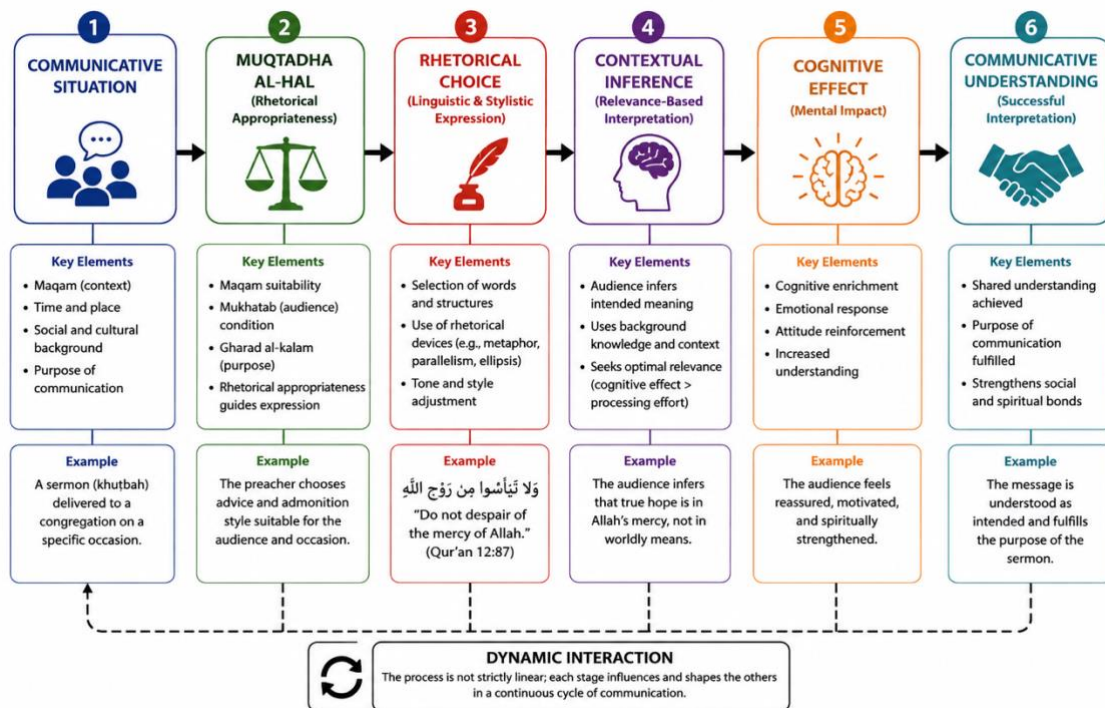 1
COMMUNICATIVE
SITUATION
Key Elements
• Maqam (context)
• Time and place
• Social and cultural
background
• Purpose of
communication
Example
A sermon (khuṭbah)
delivered to a
congregation on a
specific occasion.
2
MUQTADHA
AL-HAL
(Rhetorical
Appropriateness)
Key Elements
• Maqam suitability
• Mukhatab (audience)
condition
• Gharad al-kalam
(purpose)
• Rhetorical appropriateness
guides expression
Example
The preacher chooses
advice and admonition
style suitable for the
audience and occasion.
3
RHETORICAL
CHOICE
(Linguistic & Stylistic
Expression)
Key Elements
• Selection of words
and structures
• Use of rhetorical
devices (e.g., metaphor,
parallelism, ellipsis)
• Tone and style
adjustment
Example
وَلا تَيَأسُوا مِن رَوْج اللَّهِ
“Do not despair of
the mercy of Allah.”
(Qur’an 12:87)
4
CONTEXTUAL
INFERENCE
(Relevance-Based
Interpretation)
Key Elements
• Audience infers
intended meaning
• Uses background
knowledge and context
• Seeks optimal relevance
(cognitive effect >
processing effort)
Example
The audience infers
that true hope is in
Allah’s mercy, not in
worldly means.
5
COGNITIVE
EFFECT
(Mental Impact)
Key Elements
• Cognitive enrichment
• Emotional response
• Attitude reinforcement
• Increased
understanding
Example
The audience feels
reassured, motivated,
and spiritually
strengthened.
6
COMMUNICATIVE
UNDERSTANDING
(Successful
Interpretation)
Key Elements
• Shared understanding
achieved
• Purpose of
communication
fulfilled
• Strengthens social
and spiritual bonds
Example
The message is
understood as
intended and fulfills
the purpose of the
sermon.
DYNAMIC INTERACTION
The process is not strictly linear; each stage influences and shapes the others
in a continuous cycle of communication.